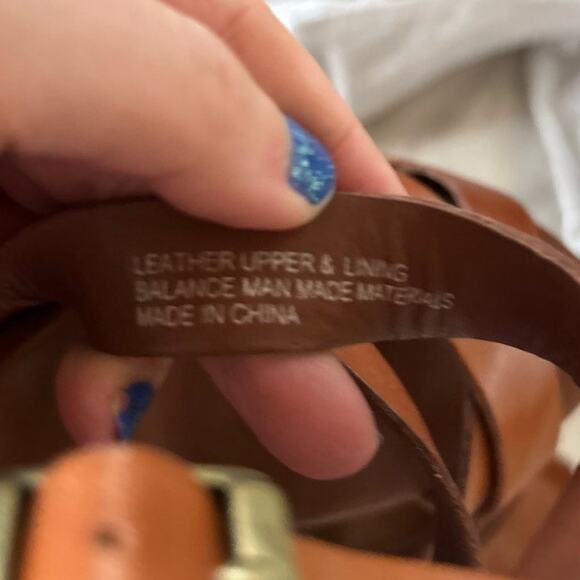 LEATHER UPPER & LINING
BALANCE MAN MADE MATERIALS
MADE IN CHINA